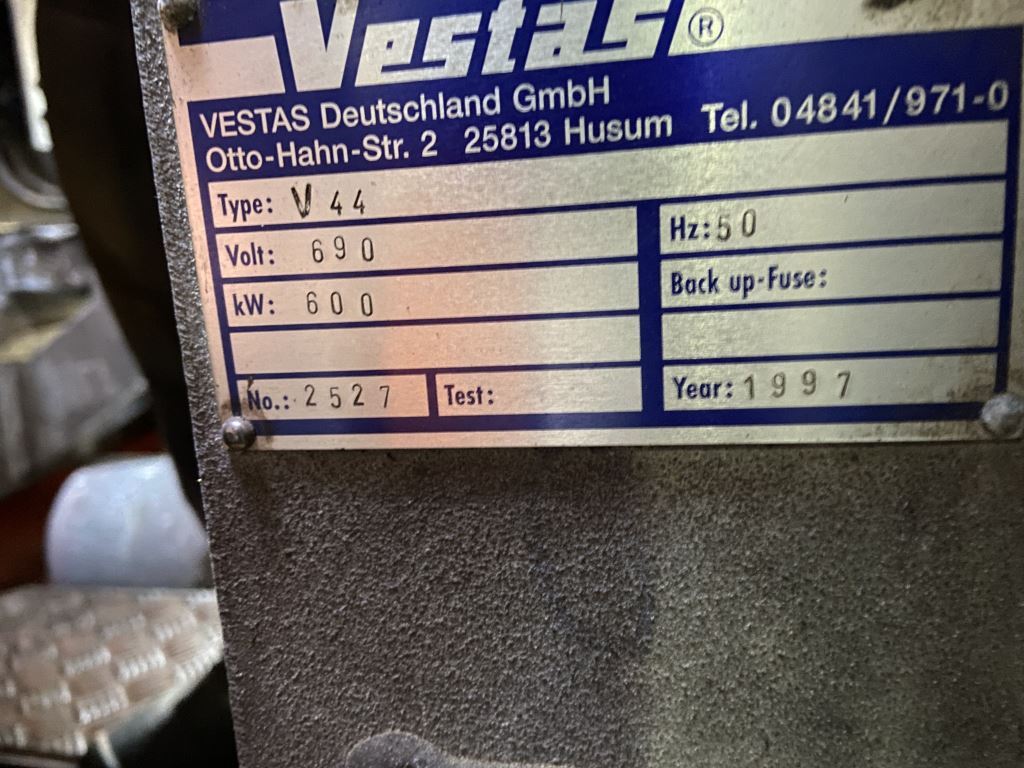 Vestas®
VESTAS Deutschland GmbH
Otto-Hahn-Str. 2 25813 Husum Tel. 04841/971-0
Type: V 44
Volt: 690 Hz: 50
kW: 600 Back up-Fuse:
No.: 2527 Test: Year: 1997